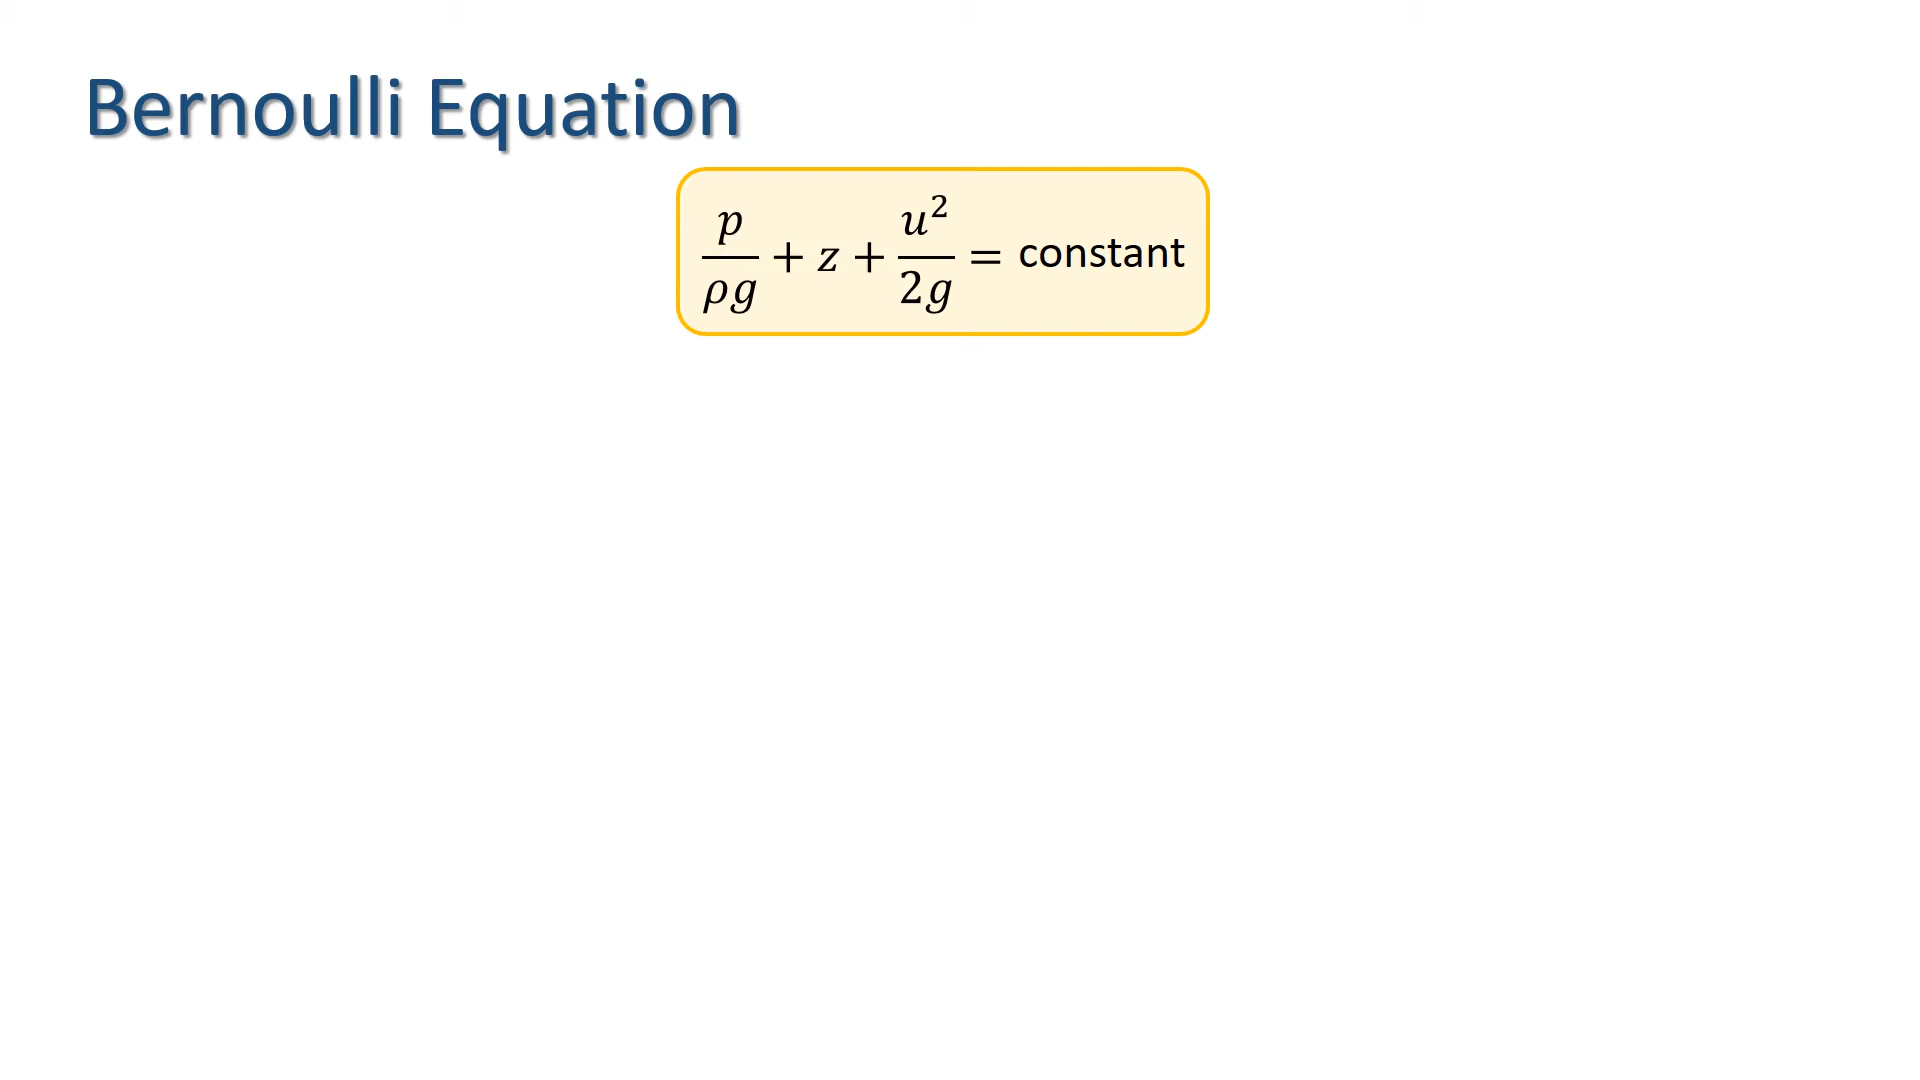 Bernoulli Equation
p/ρg + z + u²/2g = constant